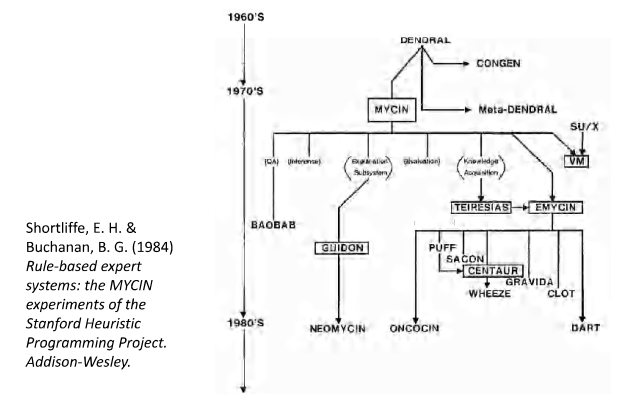 1960'S
DENDRAL
CONGEN
1970'S
MYCIN
Meta-DENDRAL
SU/X
(QA) (Inference) (Explanation Subsystem) (Evaluation) (Knowledge Acquisition) VM
TEIRESIAS EMYCIN
BAOBAB
GUIDON
PUFF
SACON
CENTAUR
GRAVIDA
WHEEZE
CLOT
1980'S
NEOMYCIN ONCOCIN DART
Shortliffe, E. H. &
Buchanan, B. G. (1984)
Rule-based expert
systems: the MYCIN
experiments of the
Stanford Heuristic
Programming Project.
Addison-Wesley.